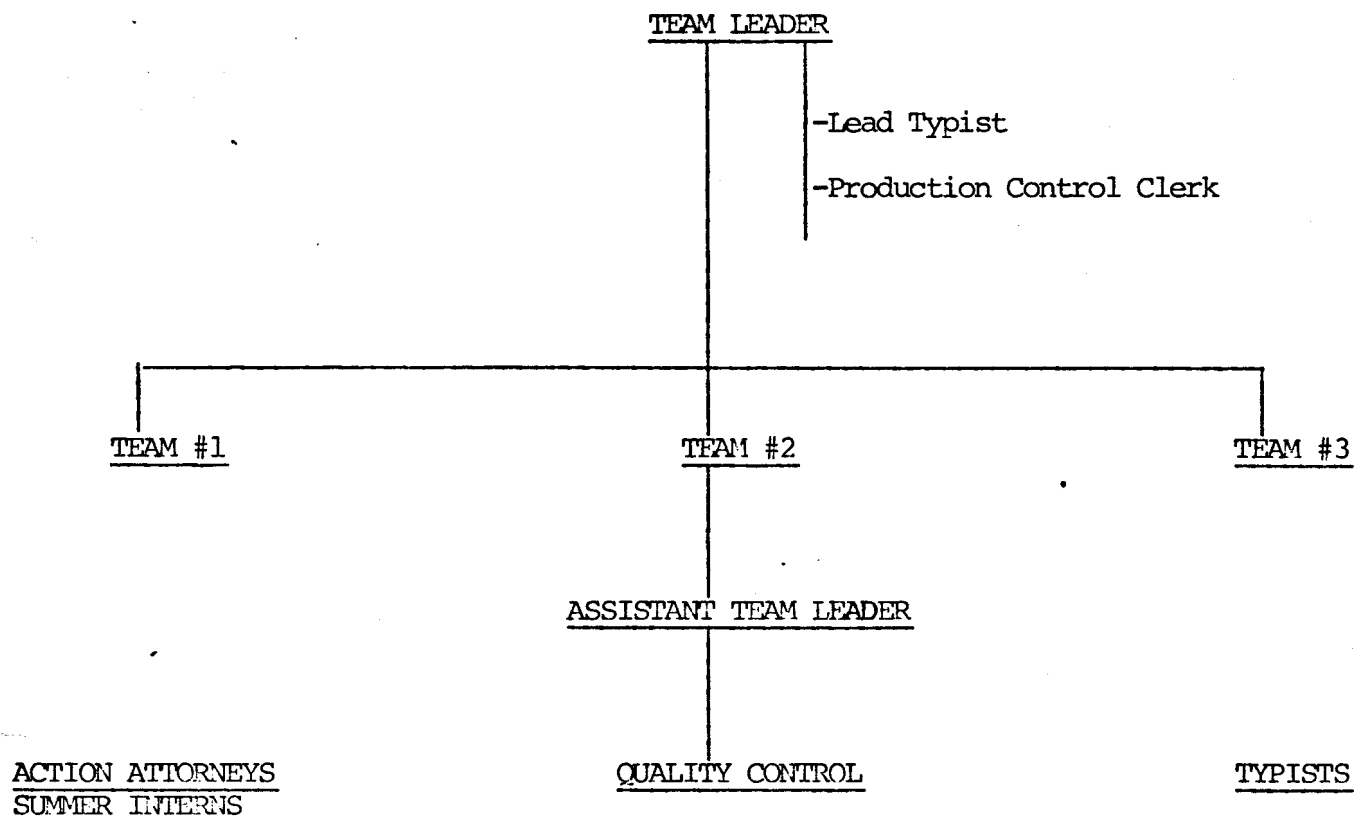 TEAM LEADER
-Lead Typist
-Production Control Clerk
TEAM #1 TEAM #2 TEAM #3
ASSISTANT TEAM LEADER
ACTION ATTORNEYS QUALITY CONTROL TYPISTS
SUMMER INTERNS